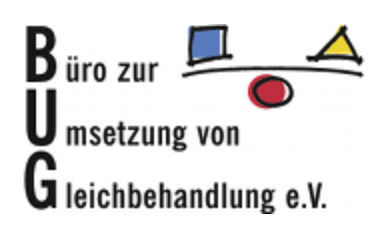 Büro zur
Umsetzung von
Gleichbehandlung e.V.